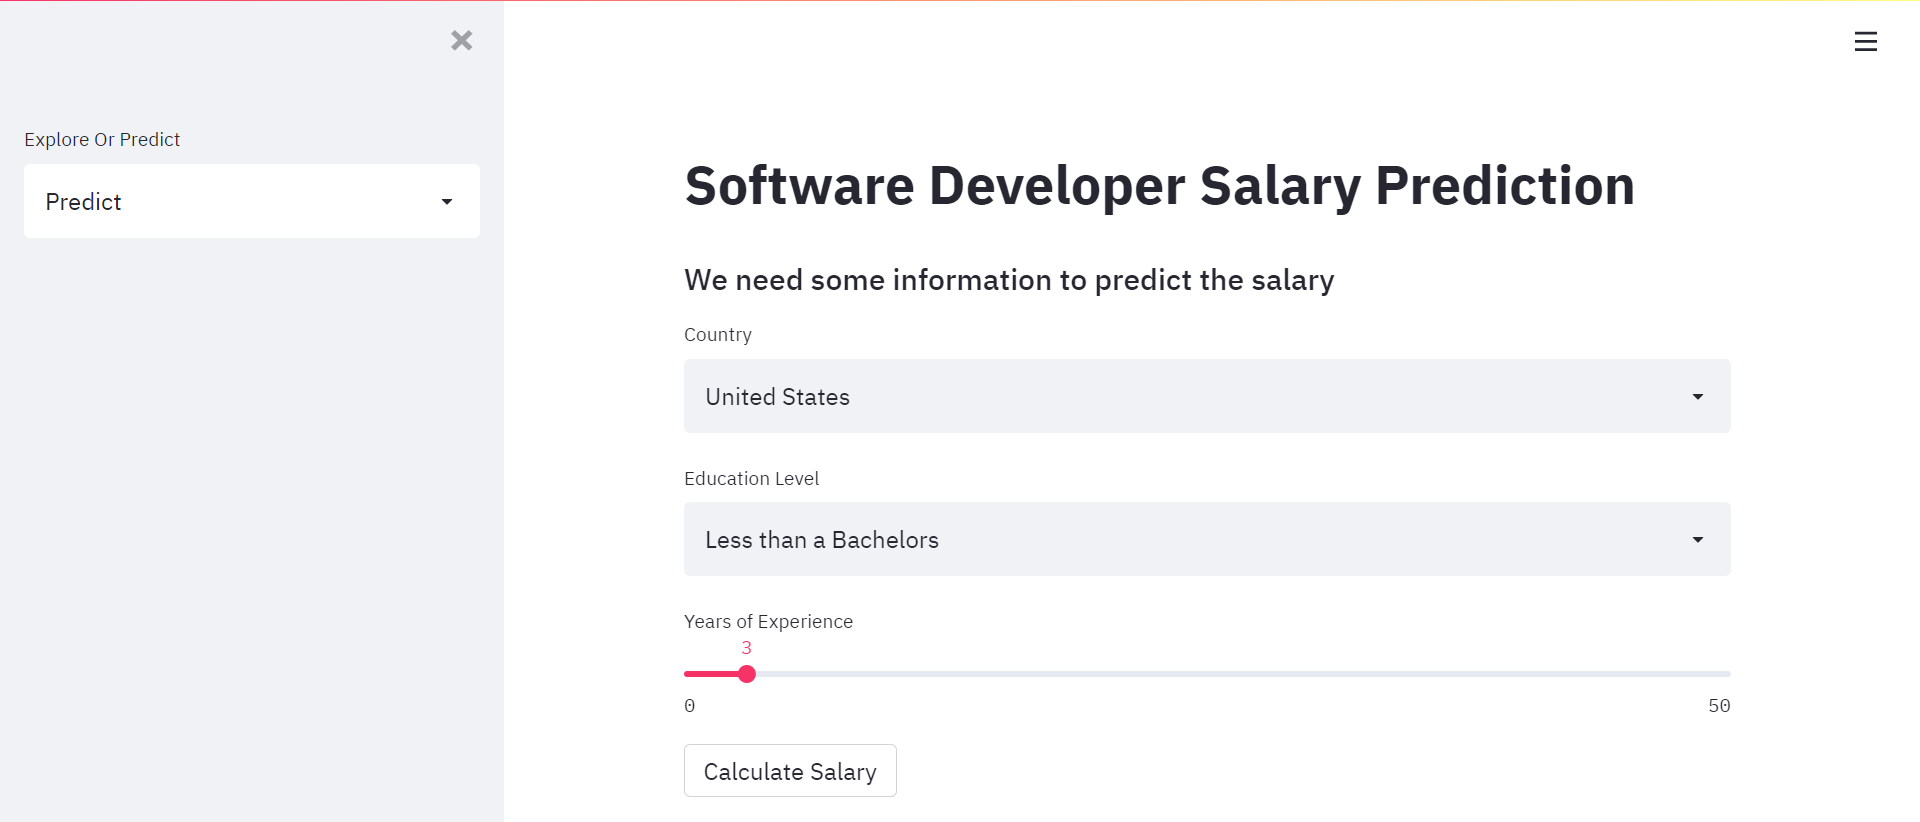 Explore Or Predict
Predict
Software Developer Salary Prediction
We need some information to predict the salary
Country
United States
Education Level
Less than a Bachelors
Years of Experience
3
0 50
Calculate Salary